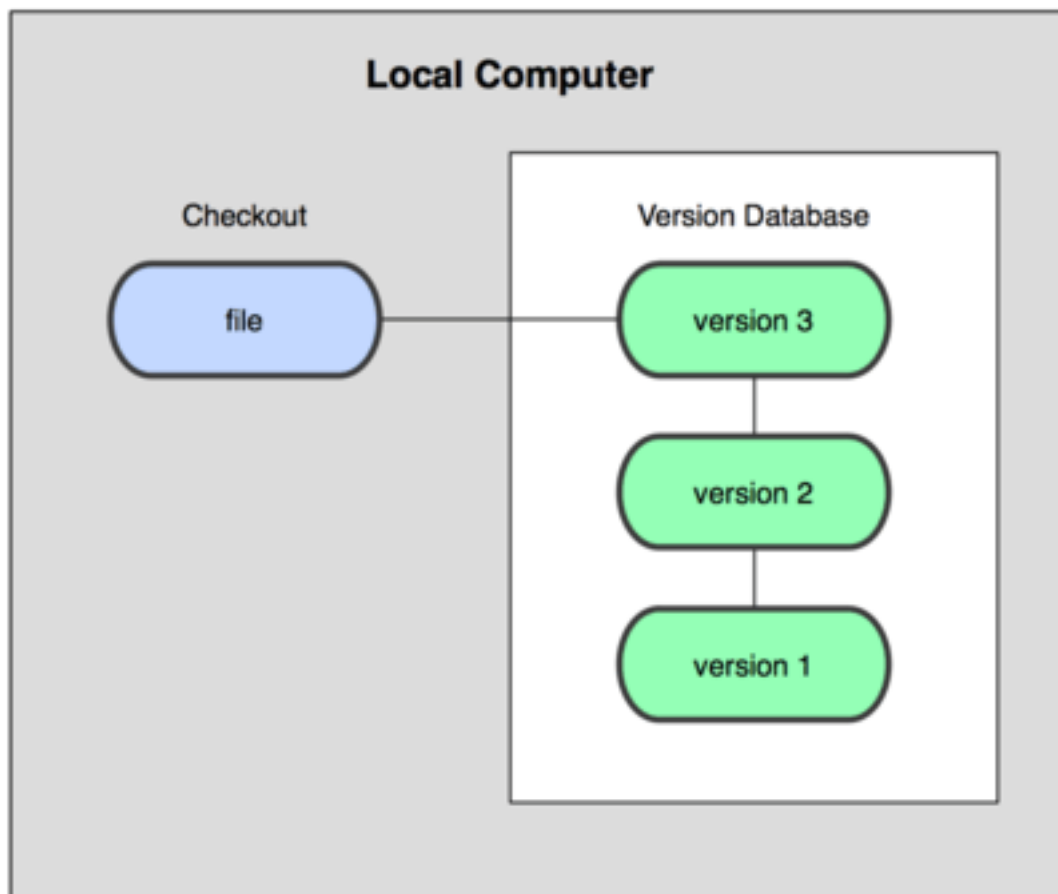 Local Computer
Checkout
Version Database
file
version 3
version 2
version 1